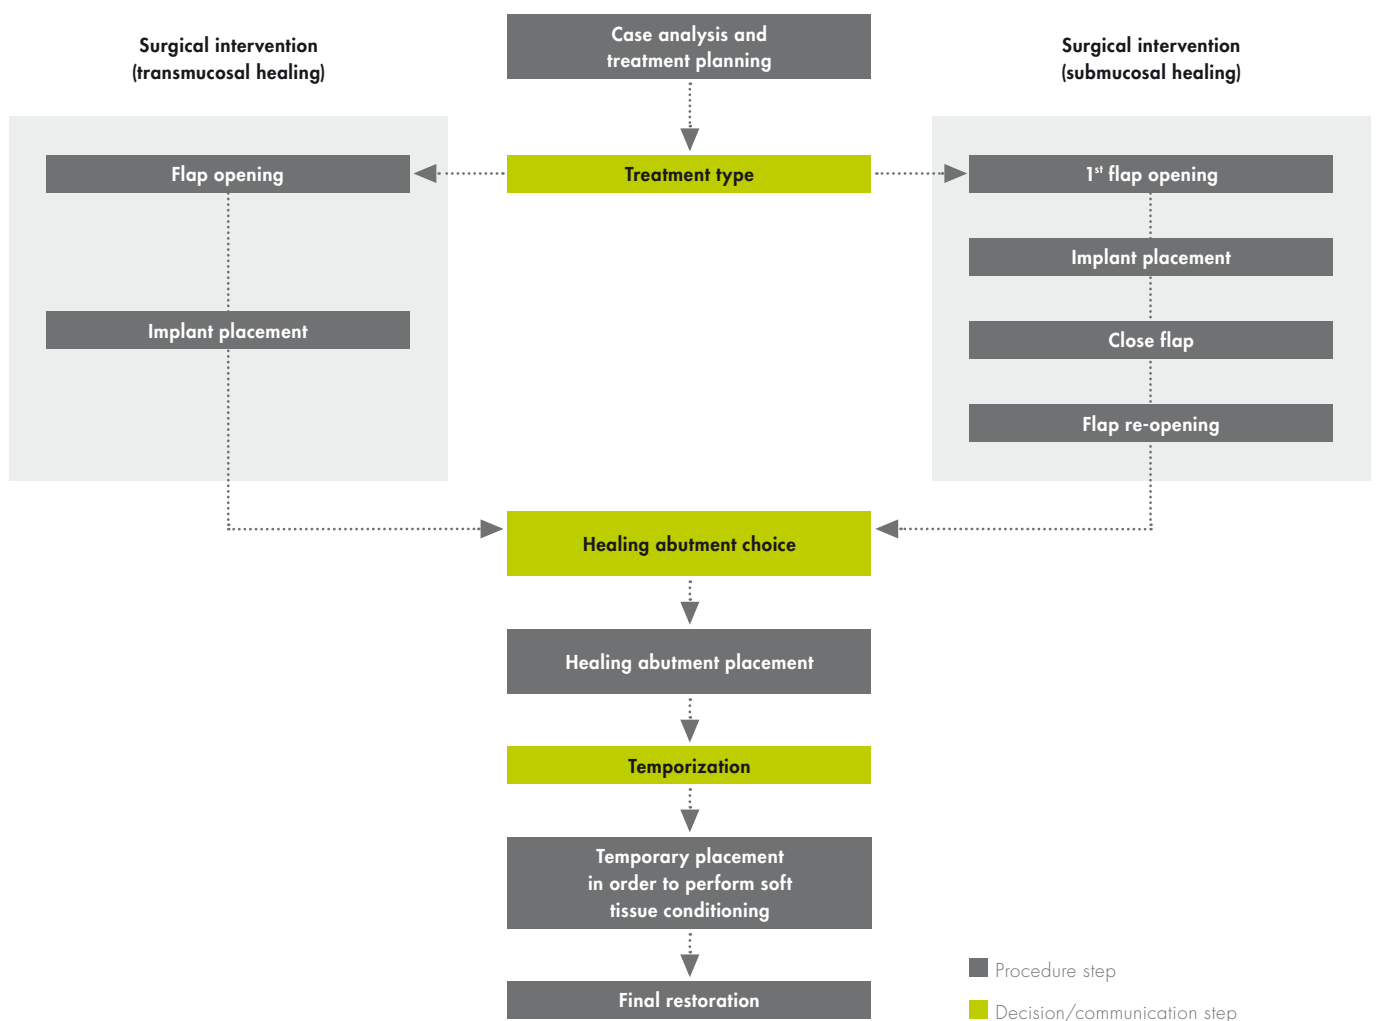 Surgical intervention
(transmucosal healing)
Case analysis and
treatment planning
Surgical intervention
(submucosal healing)
Flap opening
Treatment type
1st flap opening
Implant placement
Implant placement
Close flap
Flap re-opening
Healing abutment choice
Healing abutment placement
Temporization
Temporary placement
in order to perform soft
tissue conditioning
Final restoration
Procedure step
Decision/communication step